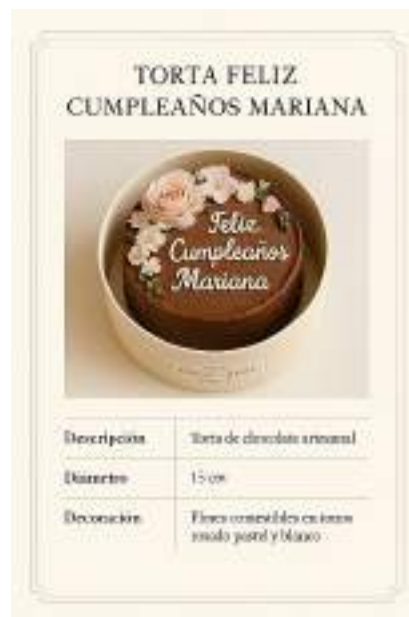 TORTA FELIZ
CUMPLEAÑOS MARIANA
Feliz
Cumpleaños
Mariana
Descripción
Torta de chocolate artesanal
Diámetro
15 cm
Decoración
Flores comestibles en tonos
rosado pastel y blanco